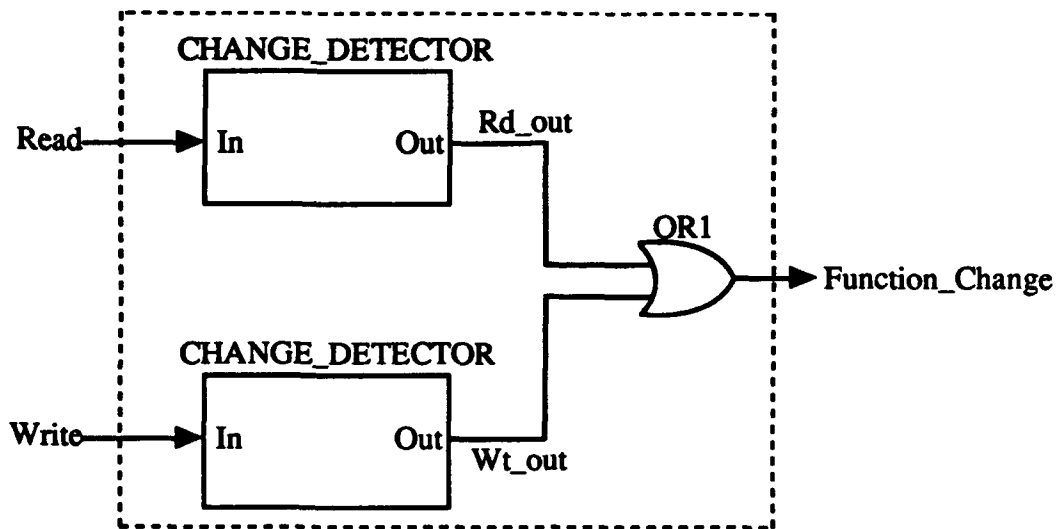 CHANGE_DETECTOR
Read
In
Out
Rd_out
OR1
Function_Change
CHANGE_DETECTOR
Write
In
Out
Wt_out